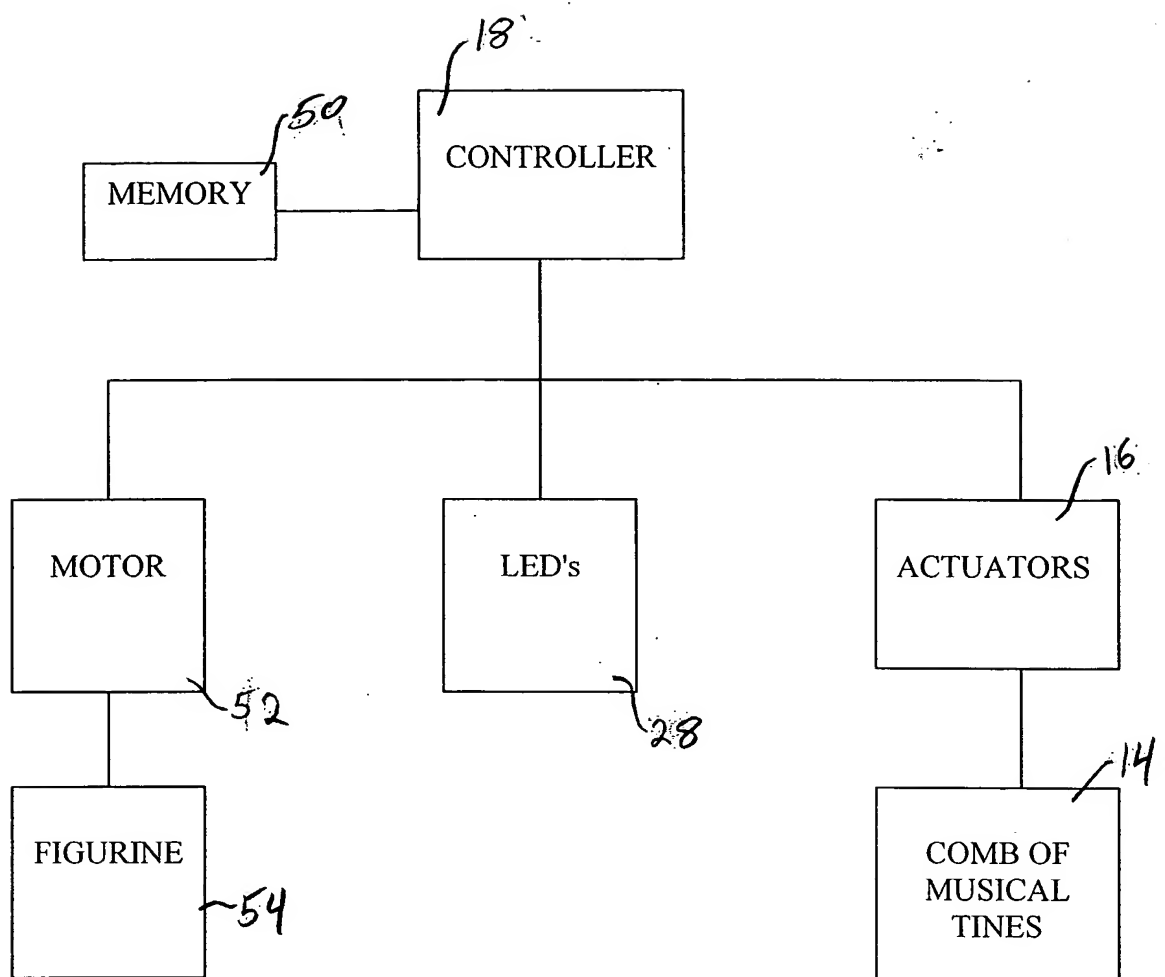 18
50
CONTROLLER
MEMORY
16
MOTOR
LED's
ACTUATORS
52
28
14
FIGURINE
COMB OF
MUSICAL
TINES
54